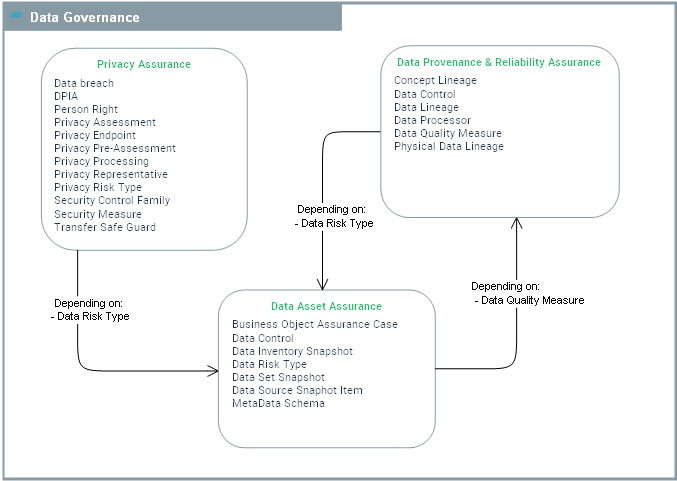 Data Governance
Privacy Assurance
Data breach
DPIA
Person Right
Privacy Assessment
Privacy Endpoint
Privacy Pre-Assessment
Privacy Processing
Privacy Representative
Privacy Risk Type
Security Control Family
Security Measure
Transfer Safe Guard
Data Provenance & Reliability Assurance
Concept Lineage
Data Control
Data Lineage
Data Processor
Data Quality Measure
Physical Data Lineage
Depending on:
- Data Risk Type
Depending on:
- Data Quality Measure
Depending on:
- Data Risk Type
Data Asset Assurance
Business Object Assurance Case
Data Control
Data Inventory Snapshot
Data Risk Type
Data Set Snapshot
Data Source Snaphot Item
MetaData Schema